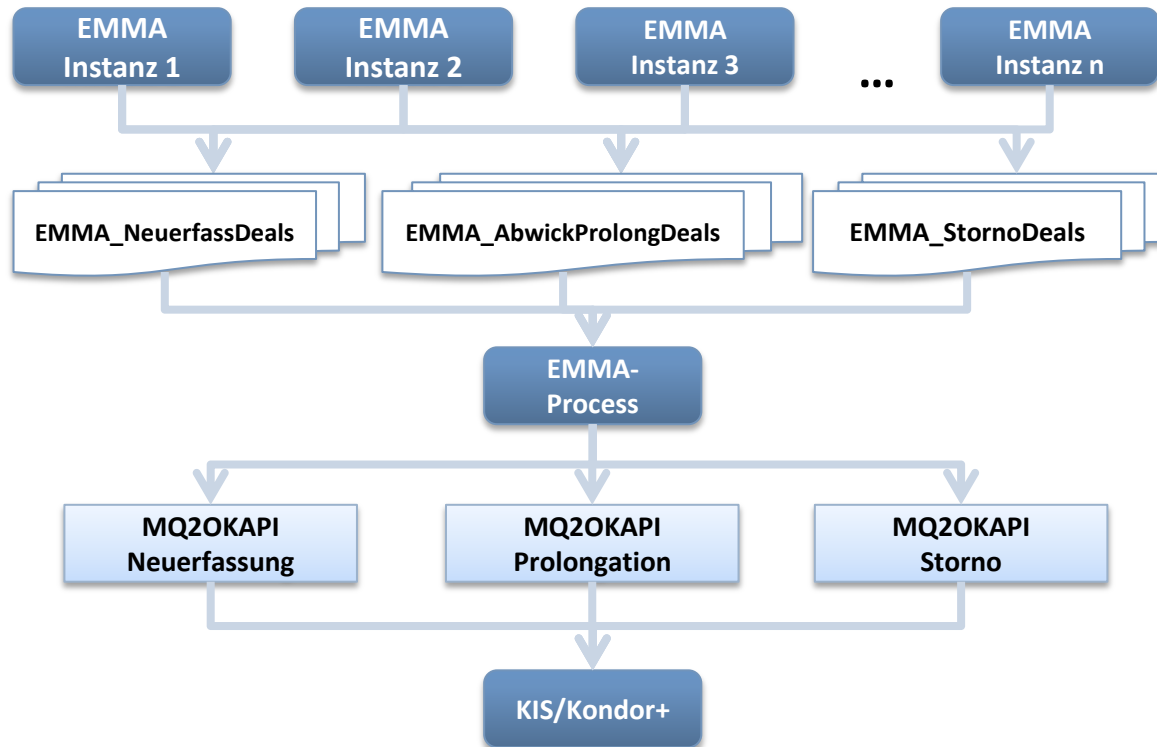 EMMA
Instanz 1
EMMA
Instanz 2
EMMA
Instanz 3
...
EMMA
Instanz n
EMMA_NeuerfassDeals
EMMA_AbwickProlongDeals
EMMA_StornoDeals
EMMA-
Process
MQ2OKAPI
Neuerfassung
MQ2OKAPI
Prolongation
MQ2OKAPI
Storno
KIS/Kondor+